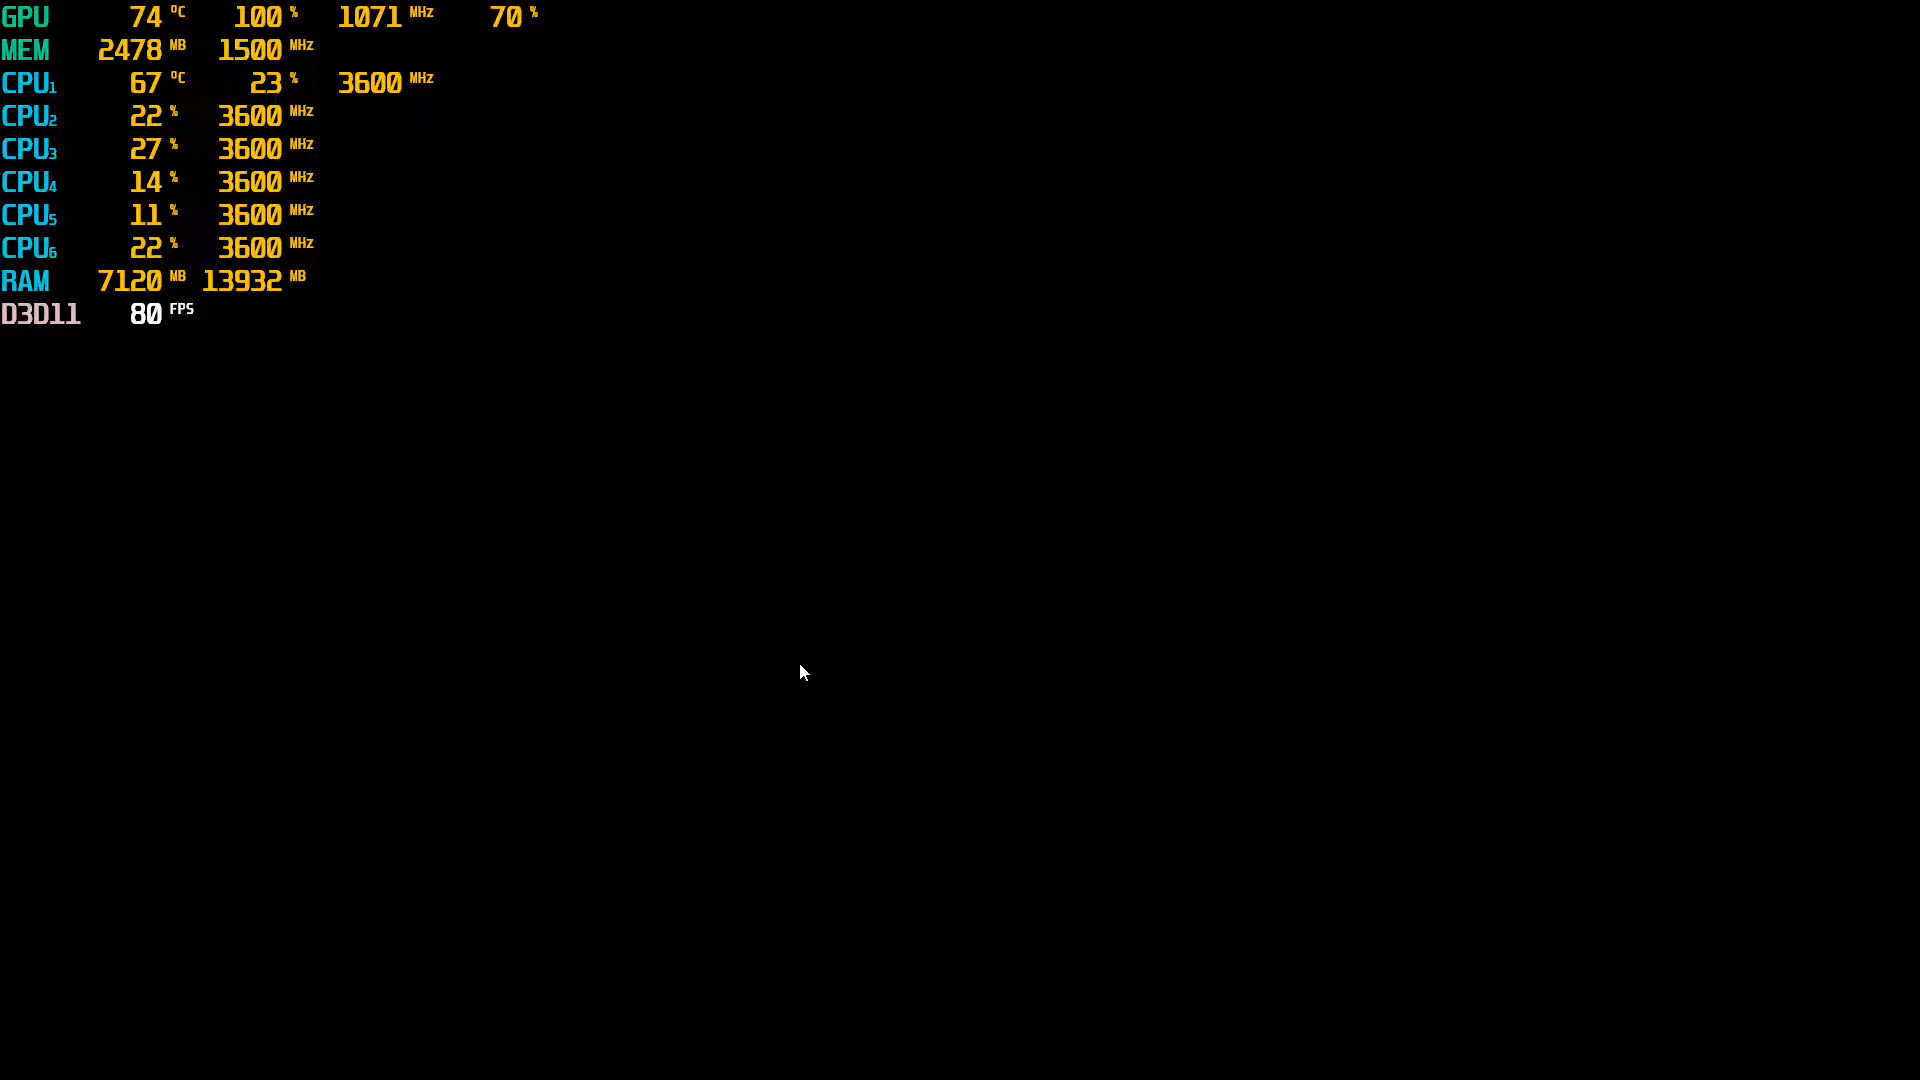 GPU 74 °C 100 % 1071 MHz 70 %
MEM 2478 MB 1500 MHz
CPU1 67 °C 23 % 3600 MHz
CPU2 22 % 3600 MHz
CPU3 27 % 3600 MHz
CPU4 14 % 3600 MHz
CPU5 11 % 3600 MHz
CPU6 22 % 3600 MHz
RAM 7120 MB 13932 MB
D3D11 80 FPS